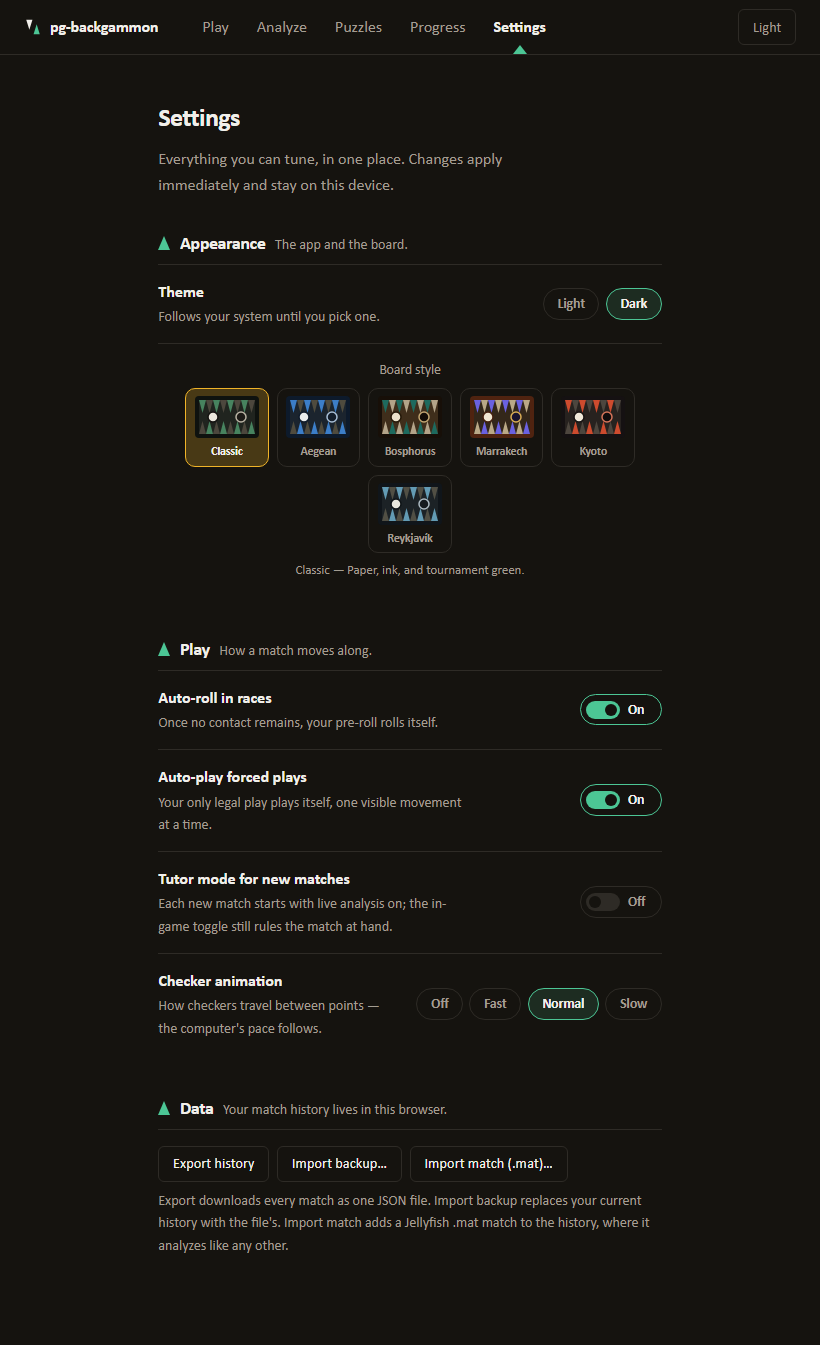 pg-backgammon Play Analyze Puzzles Progress Settings Light
Settings
Everything you can tune, in one place. Changes apply
immediately and stay on this device.
Appearance The app and the board.
Theme
Follows your system until you pick one.
Light Dark
Board style
Classic Aegean Bosphorus Marrakech Kyoto
Reykjavík
Classic — Paper, ink, and tournament green.
Play How a match moves along.
Auto-roll in races
Once no contact remains, your pre-roll rolls itself.
On
Auto-play forced plays
Your only legal play plays itself, one visible movement
at a time.
On
Tutor mode for new matches
Each new match starts with live analysis on; the in-
game toggle still rules the match at hand.
Off
Checker animation
How checkers travel between points —
the computer's pace follows.
Off Fast Normal Slow
Data Your match history lives in this browser.
Export history Import backup… Import match (.mat)…
Export downloads every match as one JSON file. Import backup replaces your current
history with the file's. Import match adds a Jellyfish .mat match to the history, where it
analyzes like any other.